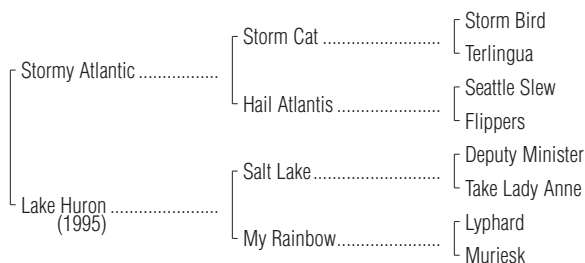 Storm Bird
Storm Cat
Terlingua
Stormy Atlantic
Seattle Slew
Hail Atlantis
Flippers
Deputy Minister
Salt Lake
Take Lady Anne
Lake Huron
(1995)
Lyphard
My Rainbow
Murjesk